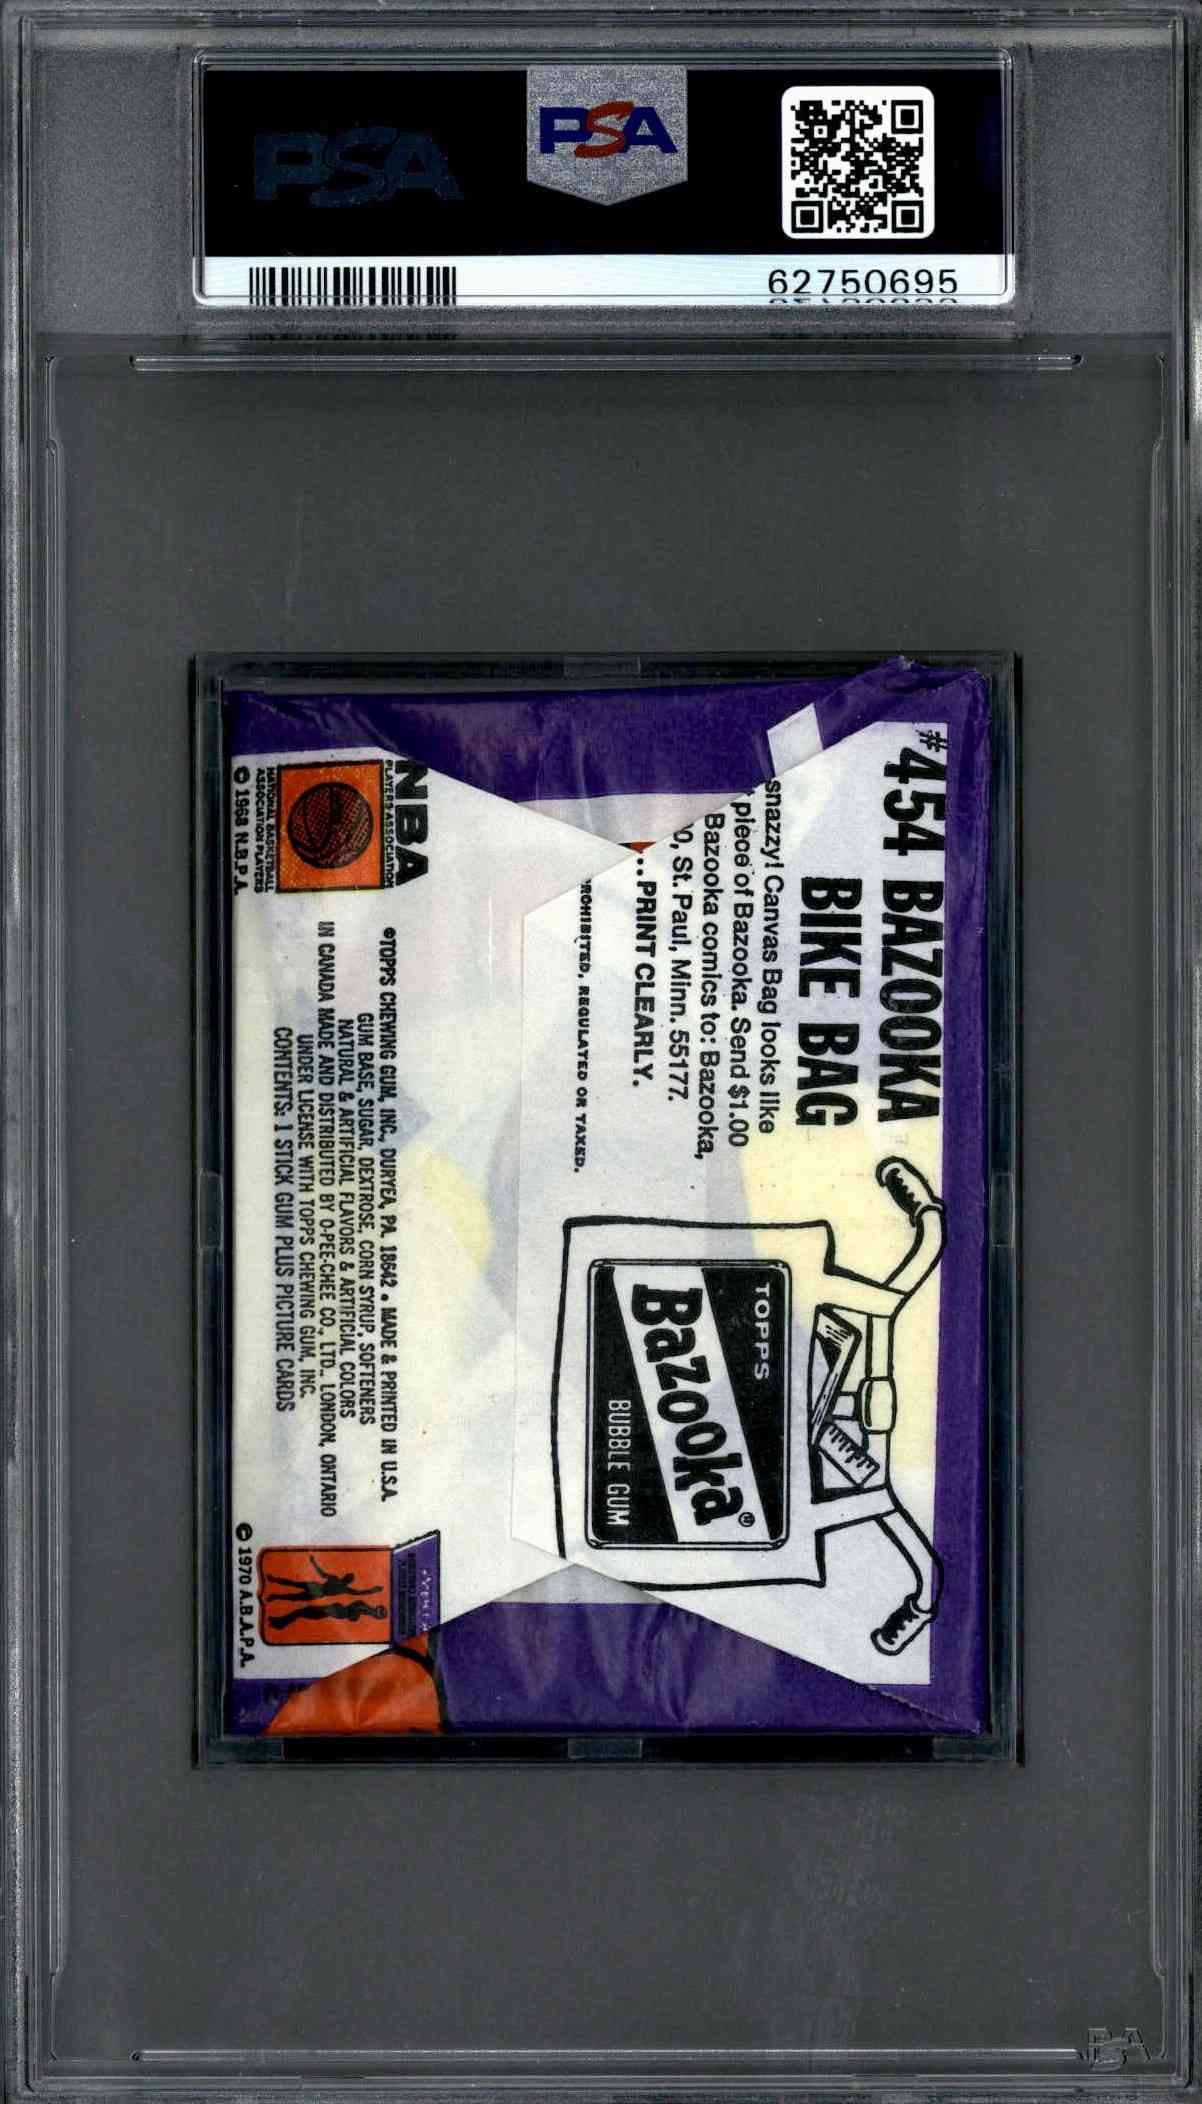 PSA
PSA
62750695
#454 BAZOOKA
BIKE BAG
snazzy! Canvas Bag looks like
piece of Bazooka. Send $1.00
Bazooka comics to: Bazooka,
0, St. Paul, Minn. 55177.
...PRINT CLEARLY.
ROHIBITED, REGULATED OR TAXED.
TOPPS
Bazooka®
BUBBLE GUM
NBA
PLAYERS ASSOCIATION
NATIONAL BASKETBALL
ASSOCIATION PLAYERS
© 1968 N.B.P.A.
©TOPPS CHEWING GUM, INC., DURYEA, PA. 18642 • MADE & PRINTED IN U.S.A.
GUM BASE, SUGAR, DEXTROSE, CORN SYRUP, SOFTENERS
NATURAL & ARTIFICIAL FLAVORS & ARTIFICIAL COLORS
IN CANADA MADE AND DISTRIBUTED BY O-PEE-CHEE CO., LTD., LONDON, ONTARIO
UNDER LICENSE WITH TOPPS CHEWING GUM, INC.
CONTENTS: 1 STICK GUM PLUS PICTURE CARDS
© 1970 A.B.A.P.A.
PSA